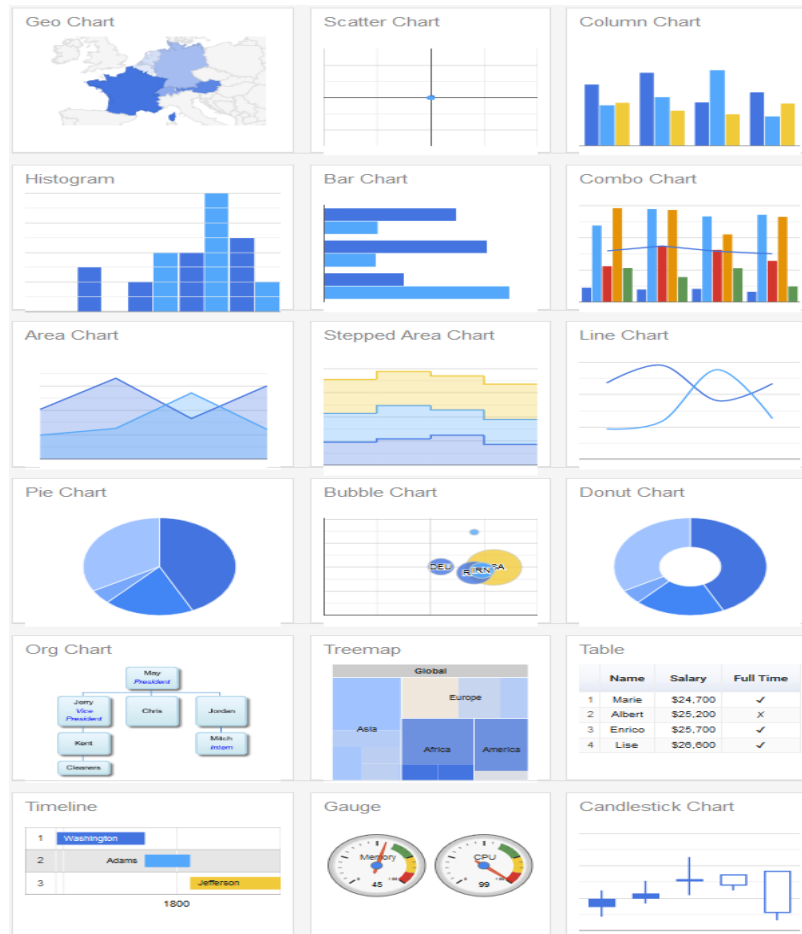 Geo Chart
Scatter Chart
Column Chart
Histogram
Bar Chart
Combo Chart
Area Chart
Stepped Area Chart
Line Chart
Pie Chart
Bubble Chart
DEU
IRN
Donut Chart
Org Chart
May
President
Jerry
Vice
President
Chris
Jordan
Kent
Mitch
Intern
Cleaners
Treemap
Global
Asia
Europe
Africa
America
Table
Name Salary Full Time
1 Marie $24,700 ✓
2 Albert $25,200 ✗
3 Enrico $25,700 ✓
4 Lise $26,600 ✓
Timeline
1 Washington
2 Adams
3 Jefferson
1800
Gauge
Memory
45
CPU
99
Candlestick Chart